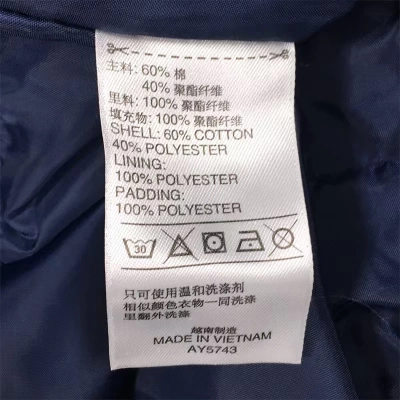 主料: 60% 棉
40% 聚酯纤维
里料: 100% 聚酯纤维
填充物: 100% 聚酯纤维
SHELL: 60% COTTON
40% POLYESTER
LINING:
100% POLYESTER
PADDING:
100% POLYESTER
30
只可使用温和洗涤剂
相似颜色衣物一同洗涤
里翻外洗涤
越南制造
MADE IN VIETNAM
AY5743